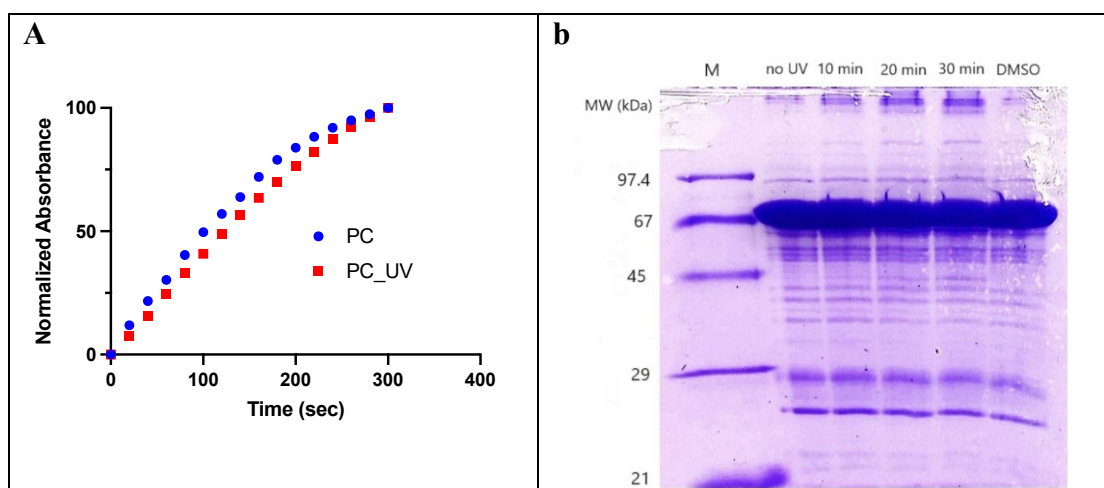 A
Normalized Absorbance
100
50
0
0 100 200 300 400
Time (sec)
PC
PC_UV
b
M no UV 10 min 20 min 30 min DMSO
MW (kDa)
97.4
67
45
29
21